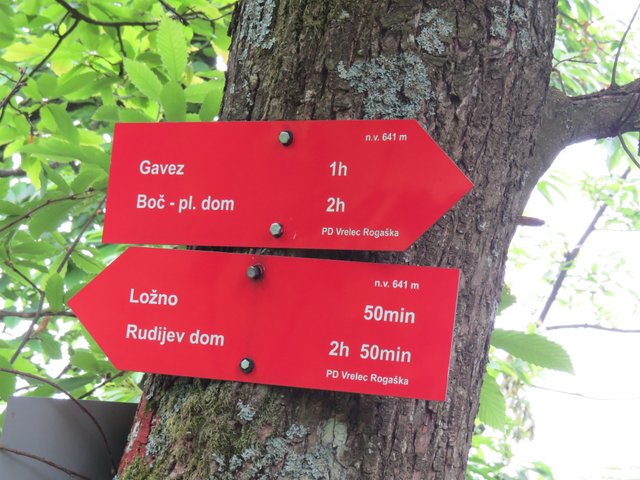 n.v. 641 m
Gavez 1h
Boč - pl. dom 2h
PD Vrelec Rogaška
n.v. 641 m
Ložno 50min
Rudijev dom 2h 50min
PD Vrelec Rogaška